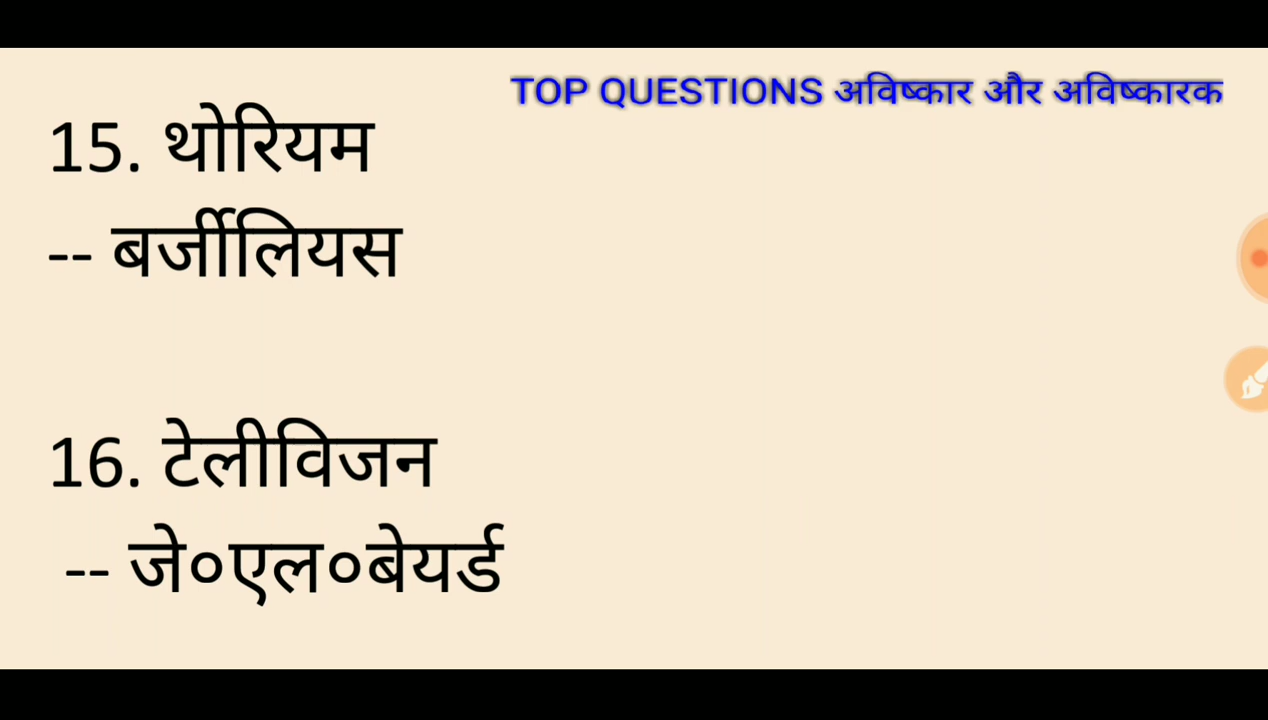 TOP QUESTIONS अविष्कार और अविष्कारक
15. थोरियम
-- बर्जीलियस
16. टेलीविजन
-- जे०एल०बेयर्ड